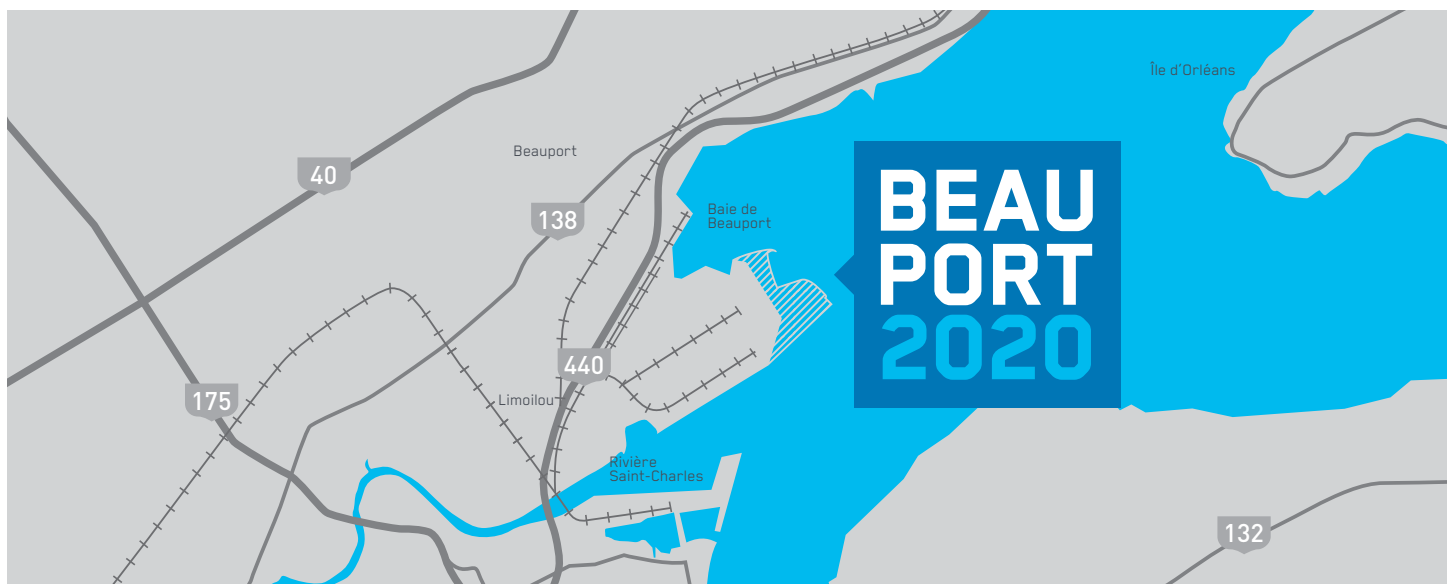 Île d'Orléans
Beauport
40
138
Baie de
Beauport
BEAU
PORT
2020
440
175
Limoilou
Rivière
Saint-Charles
132